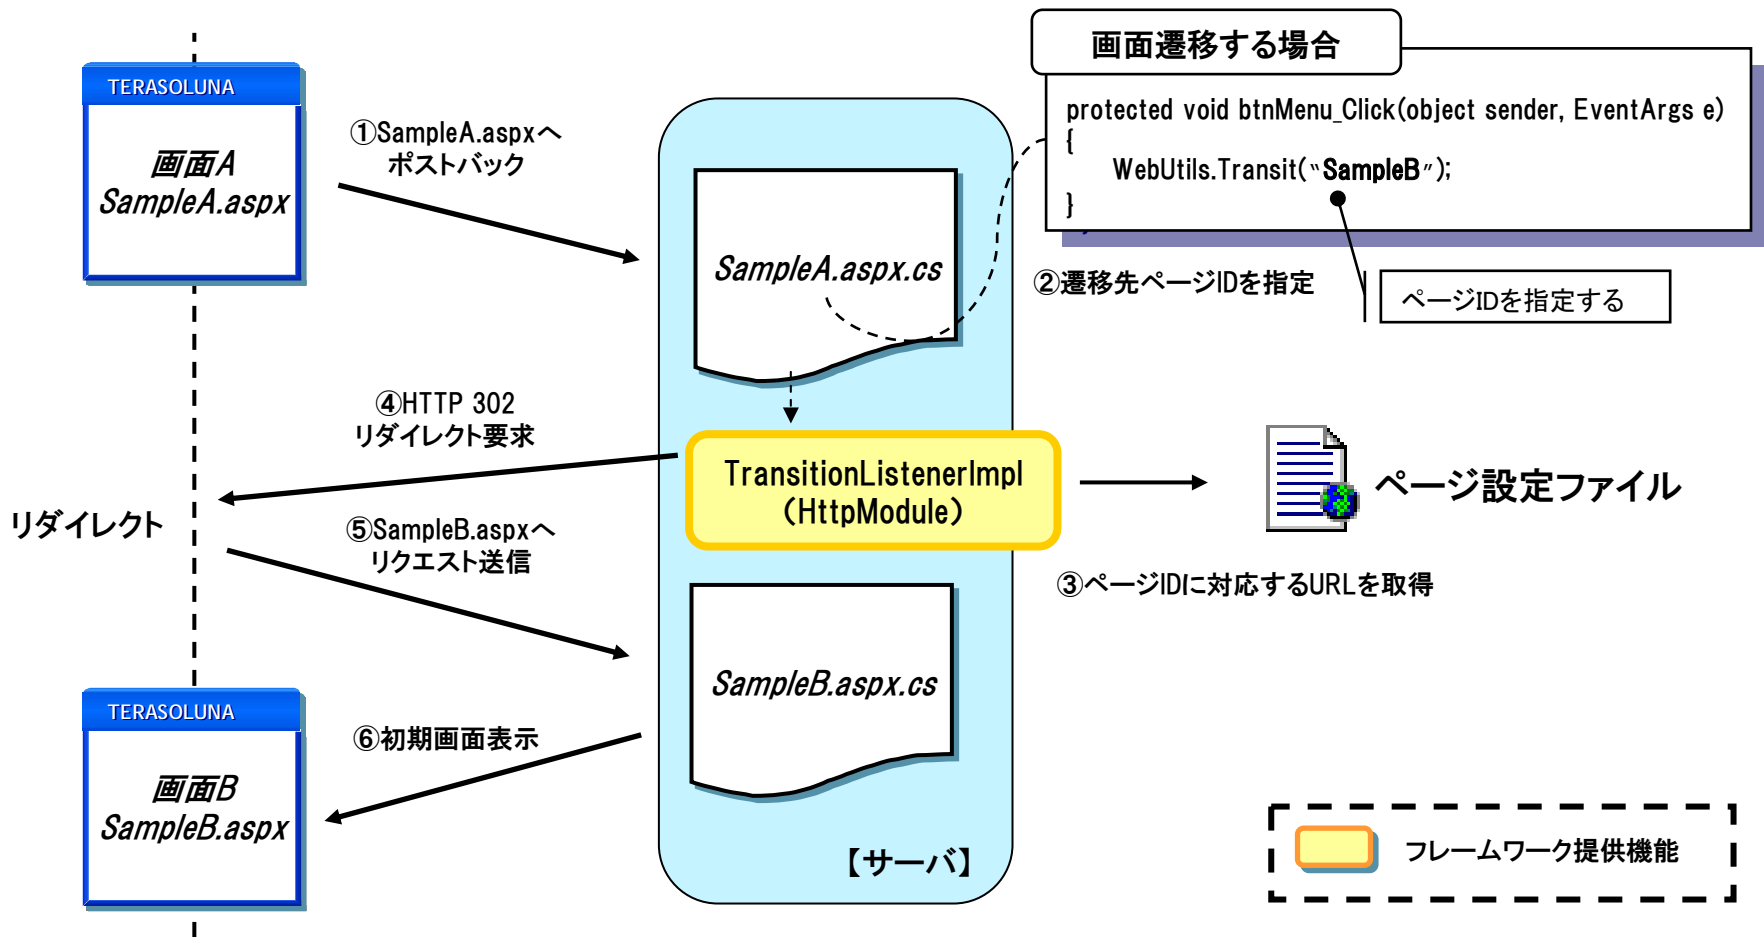 画面遷移する場合
protected void btnMenu_Click(object sender, EventArgs e)
{
WebUtils.Transit(“SampleB”);
}
TERASOLUNA
画面A
SampleA.aspx
①SampleA.aspxへ
ポストバック
SampleA.aspx.cs
②遷移先ページIDを指定
ページIDを指定する
④HTTP 302
リダイレクト要求
TransitionListenerImpl
(HttpModule)
ページ設定ファイル
リダイレクト
⑤SampleB.aspxへ
リクエスト送信
③ページIDに対応するURLを取得
SampleB.aspx.cs
TERASOLUNA
画面B
SampleB.aspx
⑥初期画面表示
【サーバ】
フレームワーク提供機能